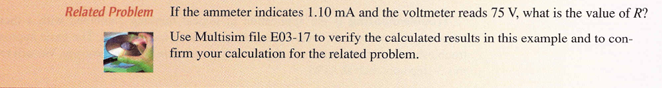 Related Problem If the ammeter indicates 1.10 mA and the voltmeter reads 75 V, what is the value of R?
Use Multisim file E03-17 to verify the calculated results in this example and to con-
firm your calculation for the related problem.